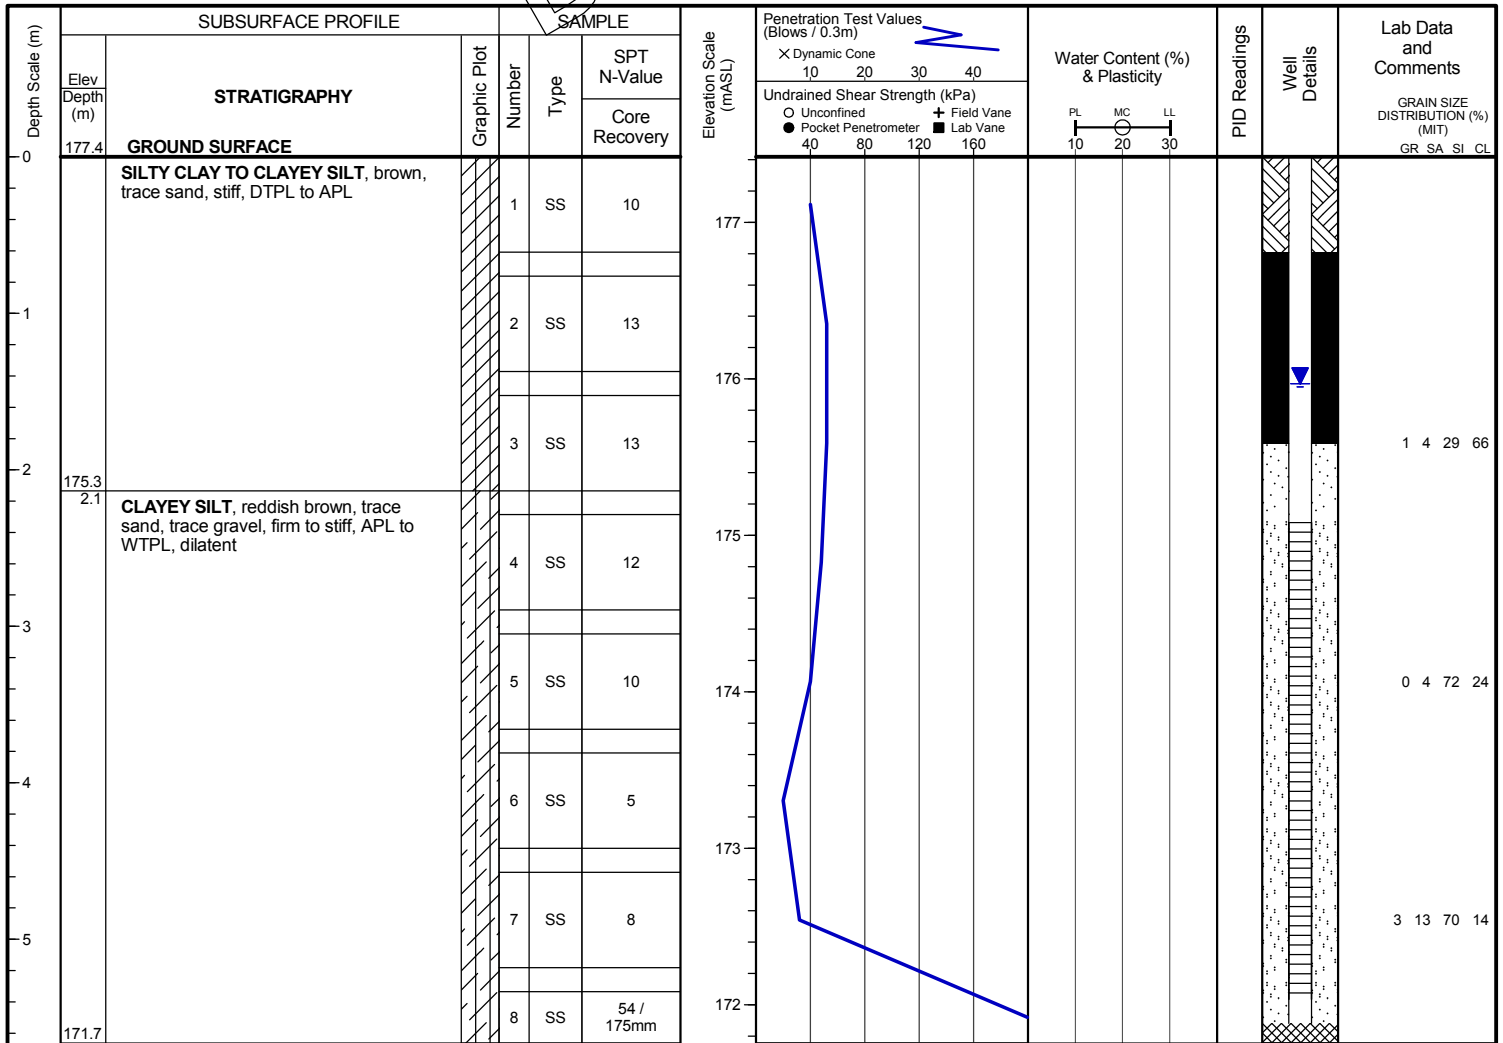 SUBSURFACE PROFILE
SAMPLE
Depth Scale (m)
Elev
Depth
(m)
STRATIGRAPHY
Graphic Plot
Number
Type
SPT
N-Value
Core
Recovery
Elevation Scale
(mASL)
Penetration Test Values
(Blows / 0.3m)
X Dynamic Cone
10 20 30 40
Undrained Shear Strength (kPa)
Unconfined
Field Vane
Pocket Penetrometer
Lab Vane
40 80 120 160
Water Content (%)
& Plasticity
PL MC LL
10 20 30
PID Readings
Well
Details
Lab Data
and
Comments
GRAIN SIZE
DISTRIBUTION (%)
(MIT)
GR SA SI CL
177.4 GROUND SURFACE
0
SILTY CLAY TO CLAYEY SILT, brown,
trace sand, stiff, DTPL to APL
1 SS 10
177
1
2 SS 13
176
3 SS 13
1 4 29 66
2
175.3
2.1
CLAYEY SILT, reddish brown, trace
sand, trace gravel, firm to stiff, APL to
WTPL, dilatent
175
4 SS 12
3
5 SS 10
174
0 4 72 24
4
6 SS 5
173
7 SS 8
3 13 70 14
5
172
8 SS 54 /
175mm
171.7